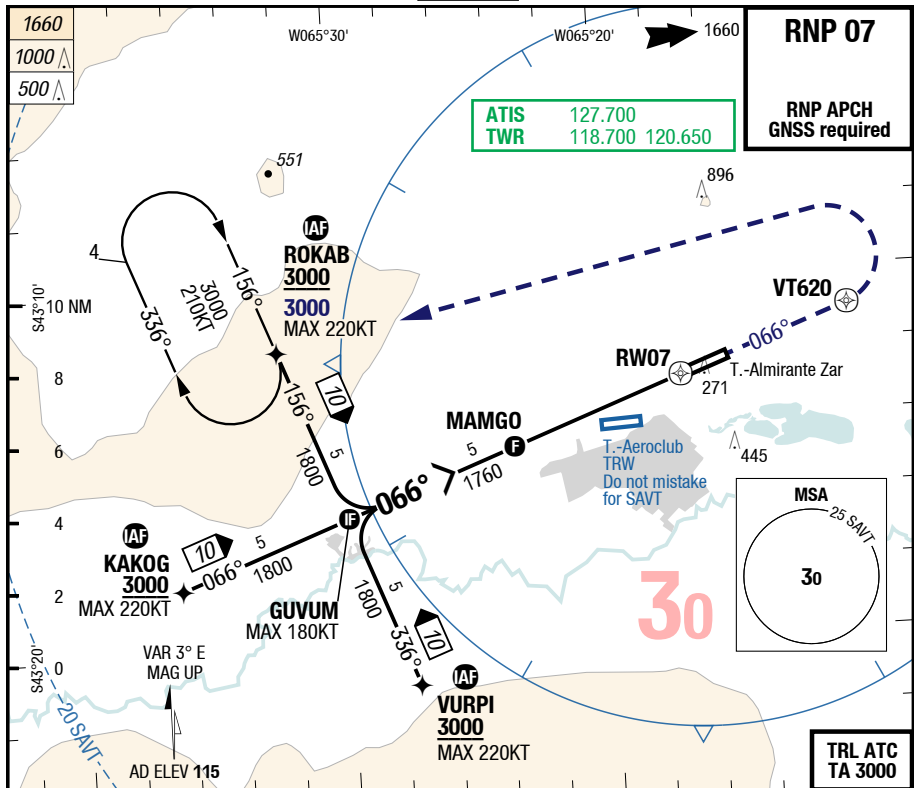 1660
1000
500
W065°30'
W065°20'
1660
RNP 07
RNP APCH
GNSS required
ATIS 127.700
TWR 118.700 120.650
551
896
4
336°
3000
210KT
156°
IAF
ROKAB
3000
3000
MAX 220KT
VT620
066°
RW07
271
T.-Almirante Zar
S43°10'
10 NM
8
6
4
2
0
S43°20'
156°
5
1800
10
MAMGO
F
5
1760
066°
T.-Aeroclub
TRW
Do not mistake
for SAVT
445
MSA
25 SAVT
30
30
IAF
KAKOG
3000
MAX 220KT
10
066°
5
1800
IF
GUVUM
MAX 180KT
5
1800
336°
10
IAF
VURPI
3000
MAX 220KT
VAR 3° E
MAG UP
20 SAVT
AD ELEV 115
TRL ATC
TA 3000